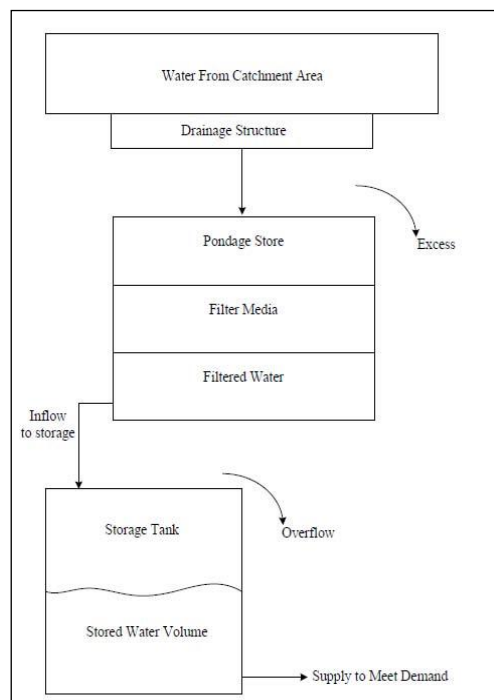 Water From Catchment Area
Drainage Structure
Pondage Store
Excess
Filter Media
Filtered Water
Inflow
to storage
Storage Tank
Overflow
Stored Water Volume
Supply to Meet Demand